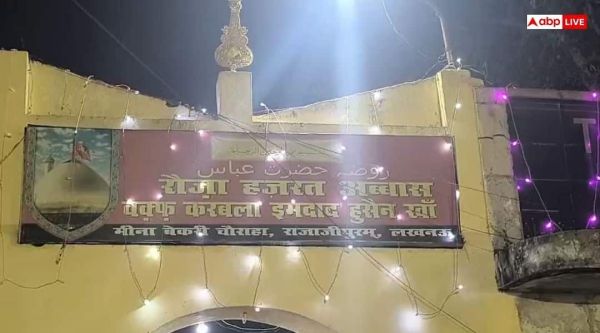 abp LIVE
روضہ حضرت عباس
रौज़ा हज़रत अब्बास
वक़्फ़ करबला इमदाद हुसैन खाँ
मीना बेकरी चौराहा, राजाजीपुरम्, लखनऊ